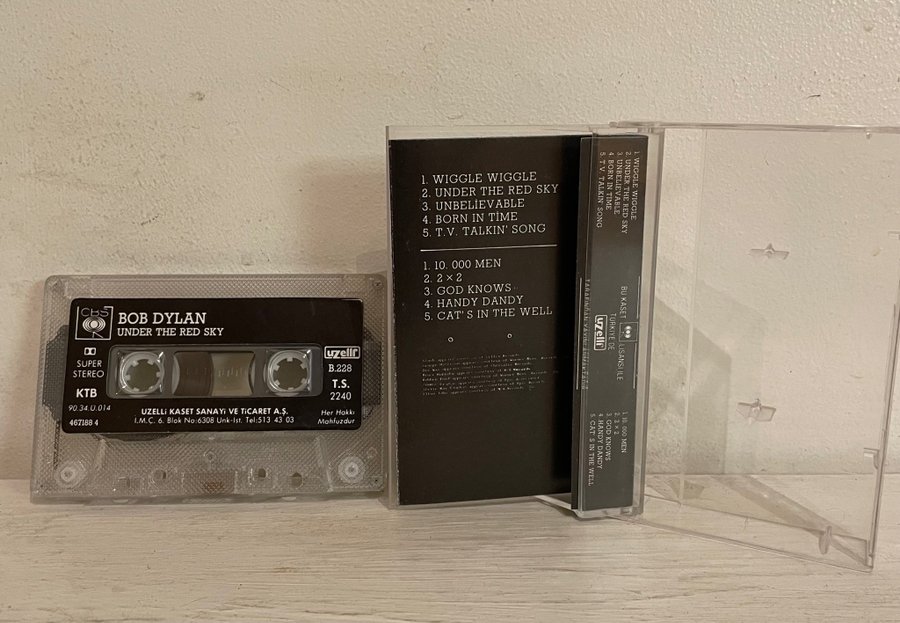 CBS
BOB DYLAN
UNDER THE RED SKY
SUPER
STEREO
KTB
90.34.U.014
467188 4
uzelli
B.228
T.S.
2240
Her Hakkı
Mahfuzdur
UZELLİ KASET SANAYİ VE TİCARET A.Ş.
İ.M.C. 6. Blok No:6308 Unk-İst. Tel:513 43 03
1. WIGGLE WIGGLE
2. UNDER THE RED SKY
3. UNBELİEVABLE
4. BORN IN TİME
5. T.V. TALKIN' SONG
1. 10. 000 MEN
2. 2 × 2
3. GOD KNOWS
4. HANDY DANDY
5. CAT'S IN THE WELL
1. WIGGLE WIGGLE
2. UNDER THE RED SKY
3. UNBELIEVABLE
4. BORN IN TIME
5. T.V. TALKIN' SONG
BU KASET LİSANSI İLE
TÜRKİYE DE uzelli
1. 10. 000 MEN
2. 2 × 2
3. GOD KNOWS
4. HANDY DANDY
5. CAT' S IN THE WELL